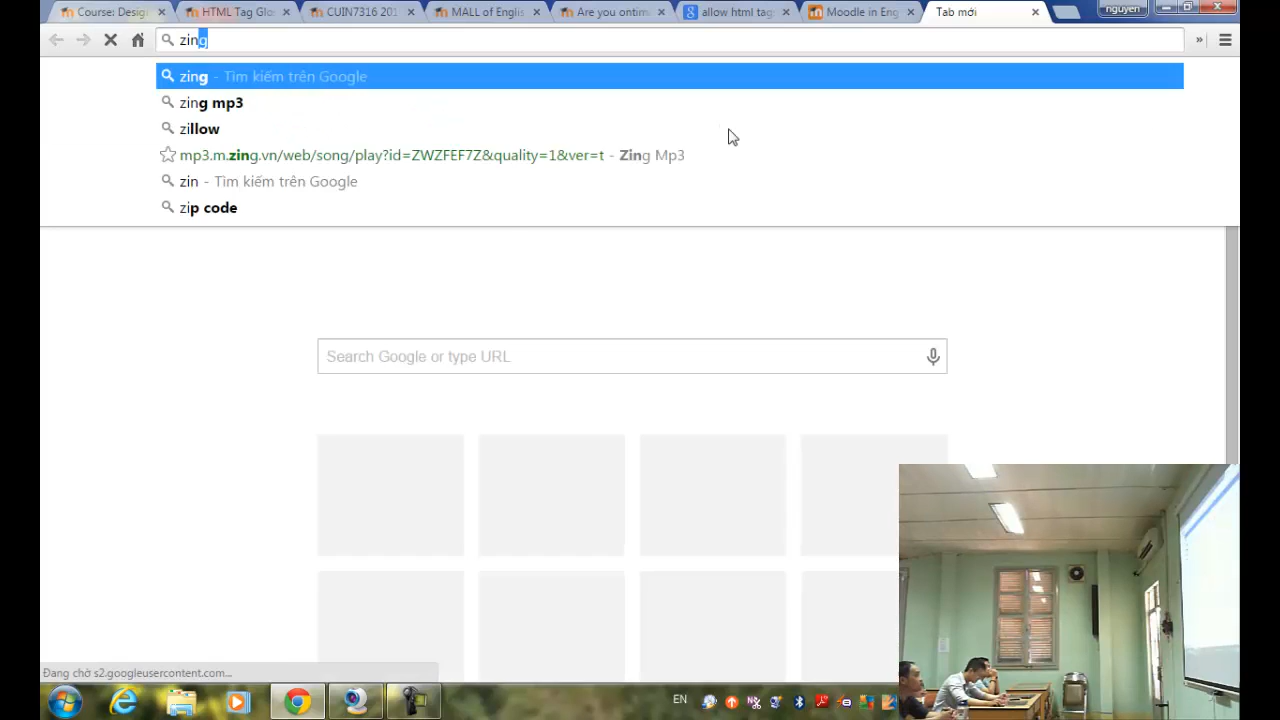 Course: Desig
HTML Tag Glo
CUIN7316 201
MALL of Englis
Are you ontim
allow html tag
Moodle in Eng
Tab mới
nguyen
zing
zing - Tìm kiếm trên Google
zing mp3
zillow
mp3.m.zing.vn/web/song/play?id=ZWZFEF7Z&quality=1&ver=t - Zing Mp3
zin - Tìm kiếm trên Google
zip code
Search Google or type URL
Đang chờ s2.googleusercontent.com...
EN